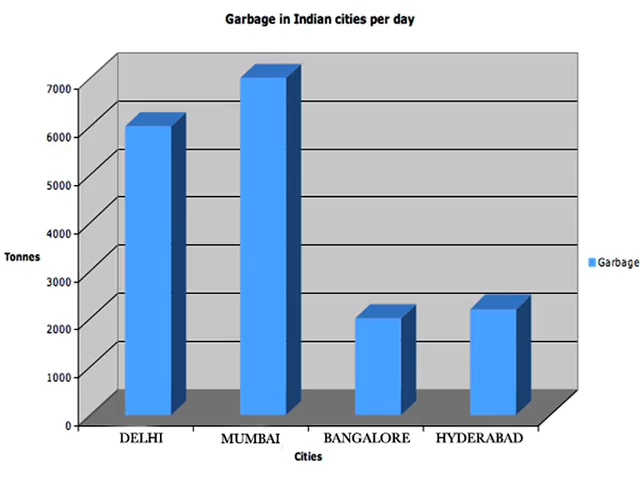 Garbage in Indian cities per day
7000
6000
5000
4000
3000
2000
1000
0
Tonnes
Garbage
DELHI MUMBAI BANGALORE HYDERABAD
Cities